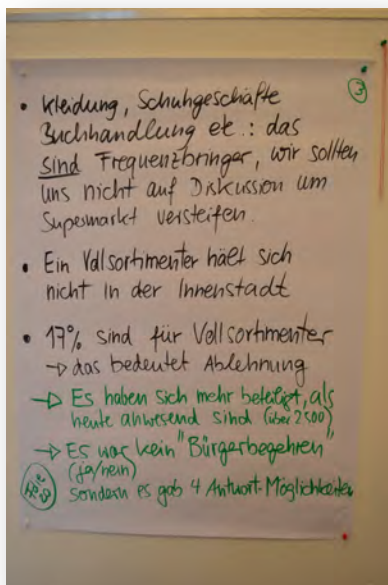 ③
• Kleidung, Schuhgeschäfte
Buchhandlung etc.: das
sind Frequenzbringer, wir sollten
uns nicht auf Diskussion um
Supermarkt versteifen.
• Ein Vollsortimenter hält sich
nicht in der Innenstadt
• 17% sind für Vollsortimenter
→ das bedeutet Ablehnung
→ Es haben sich mehr beteiligt, als
heute anwesend sind (über 2500)
→ Es war kein "Bürgerbegehren"
(ja/nein)
sondern es gab 4 Antwort-Möglichkeiten
Folie
20